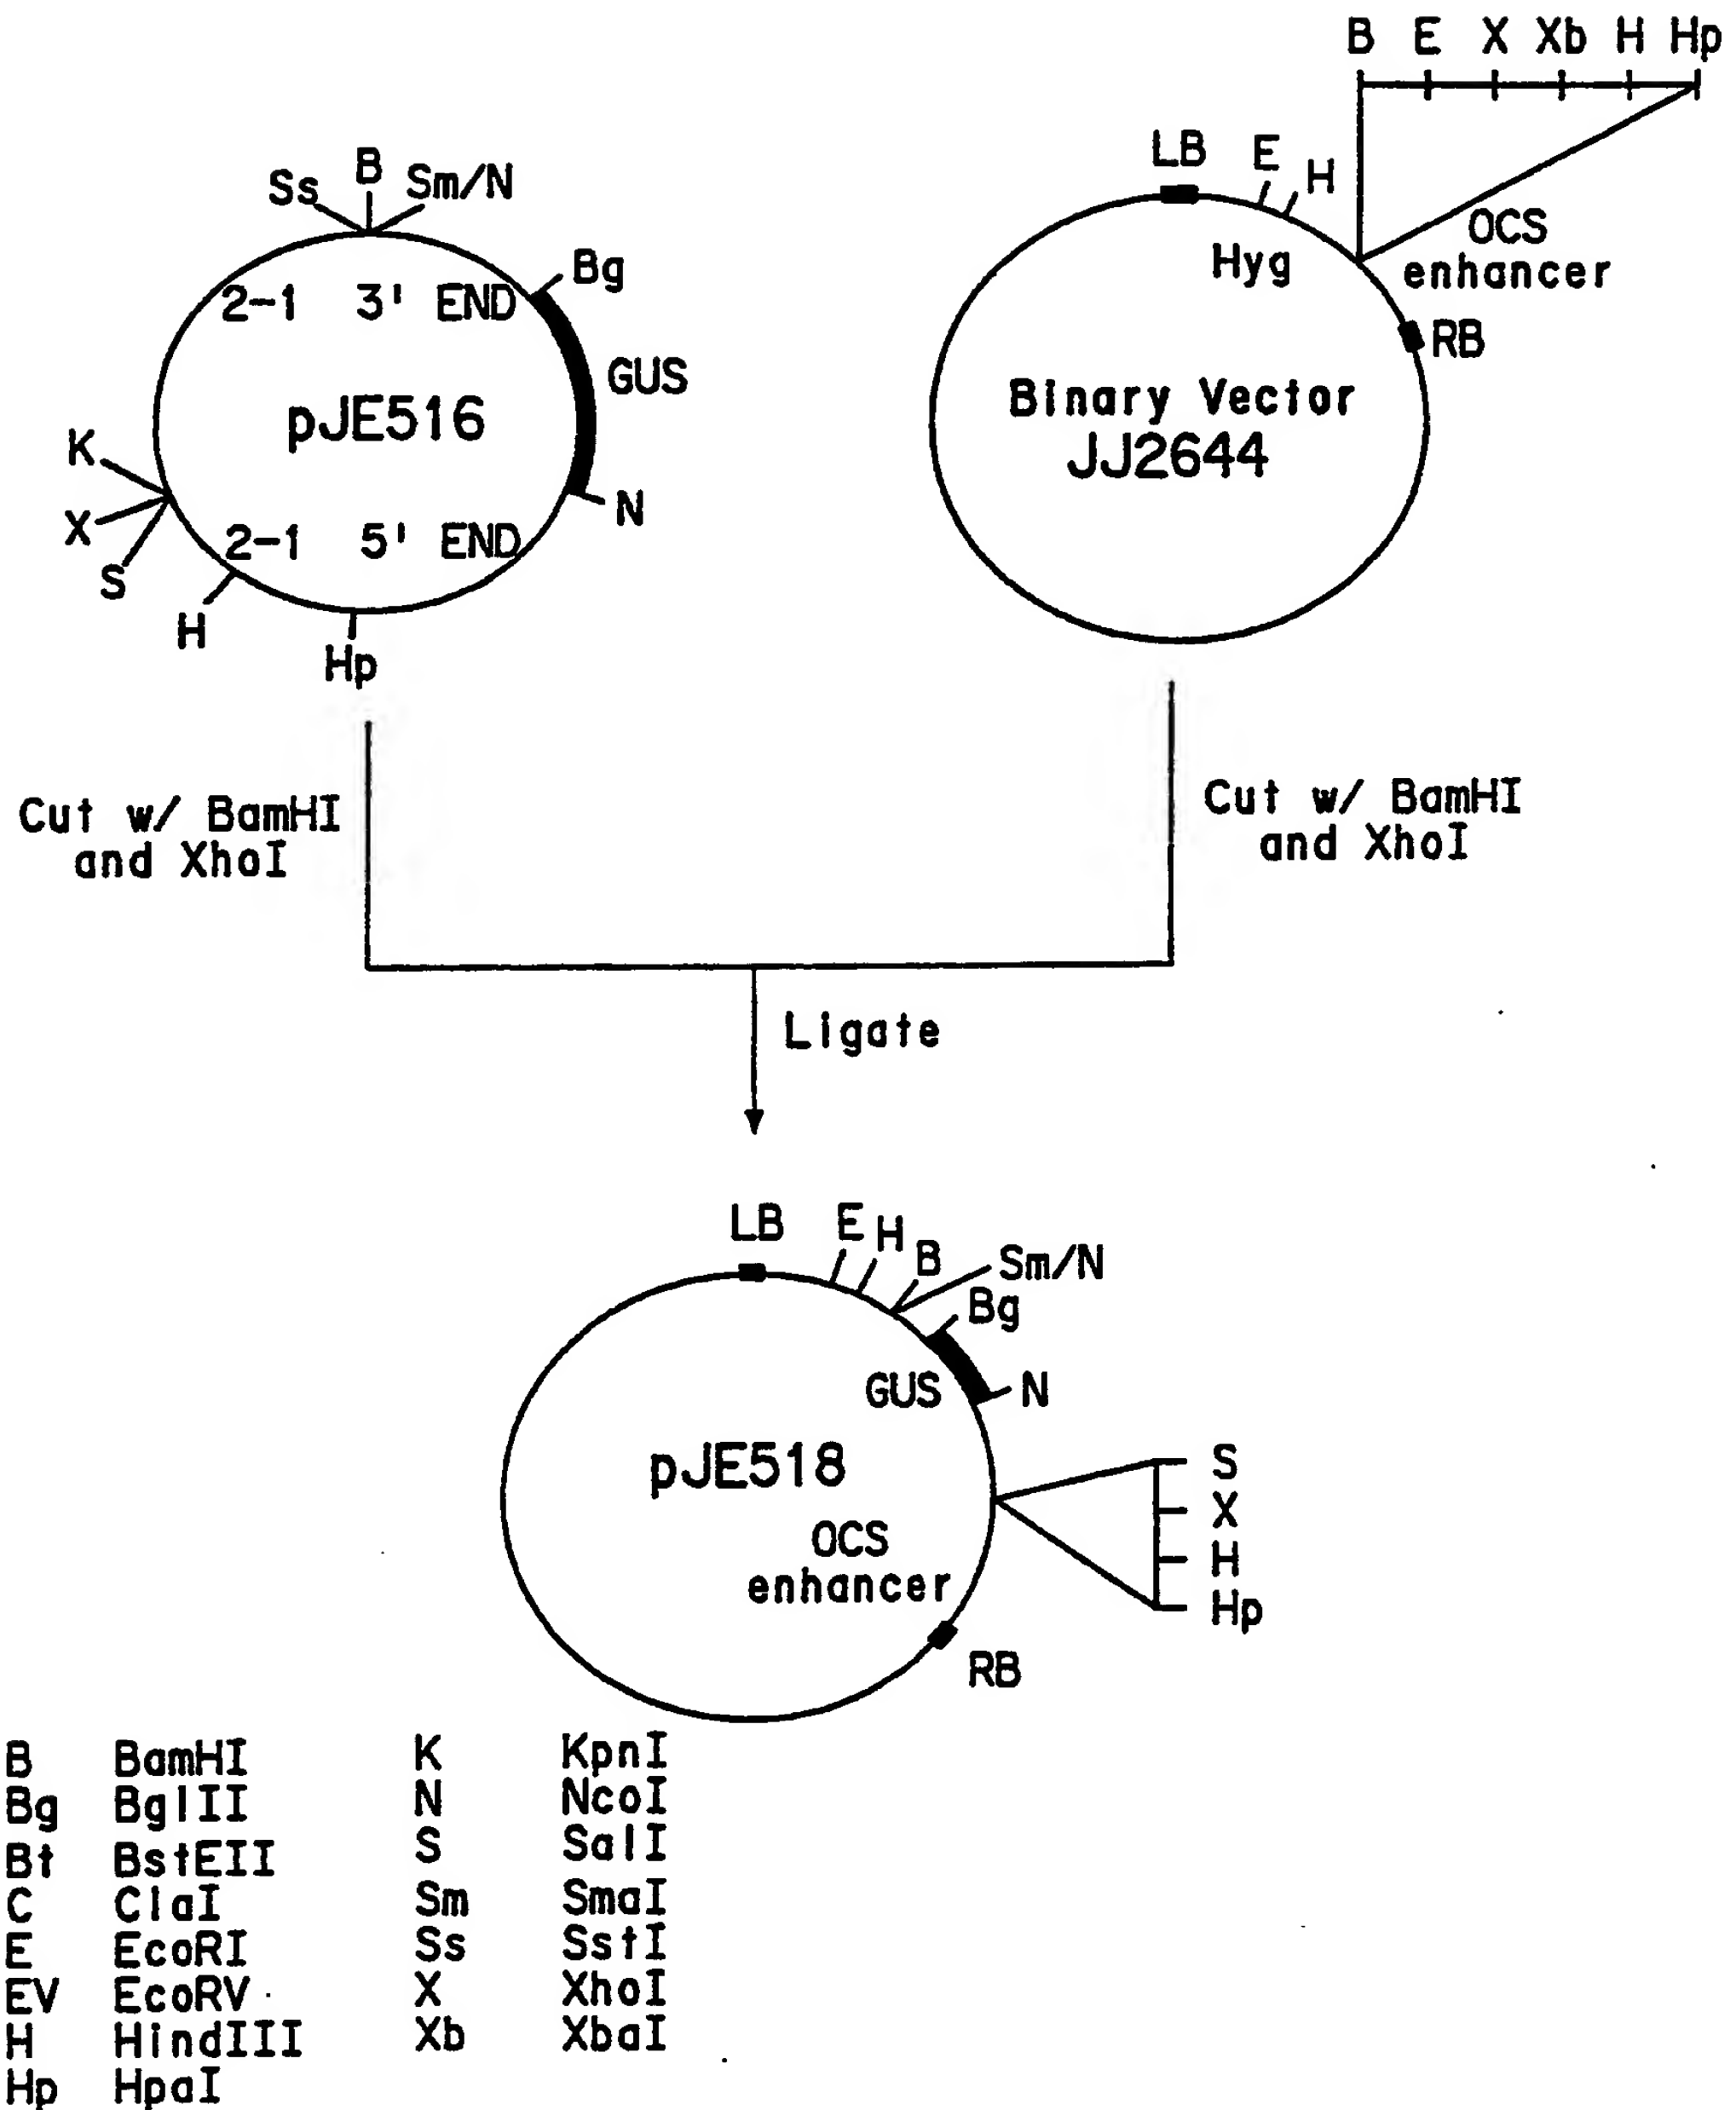 B E X Xb H Hp
LB E H
Ss B Sm/N
OCS
enhancer
Hyg
Bg
2-1 3' END
RB
GUS
Binary Vector
JJ2644
pJE516
K
X
S
N
2-1 5' END
H
Hp
Cut w/ BamHI
and XhoI
Cut w/ BamHI
and XhoI
Ligate
LB E H B Sm/N
Bg
GUS N
pJE518
OCS
enhancer
S
X
H
Hp
RB
B BamHI K KpnI
Bg BglII N NcoI
Bt BstEII S SalI
C ClaI Sm SmaI
E EcoRI Ss SstI
EV EcoRV X XhoI
H HindIII Xb XbaI
Hp HpaI